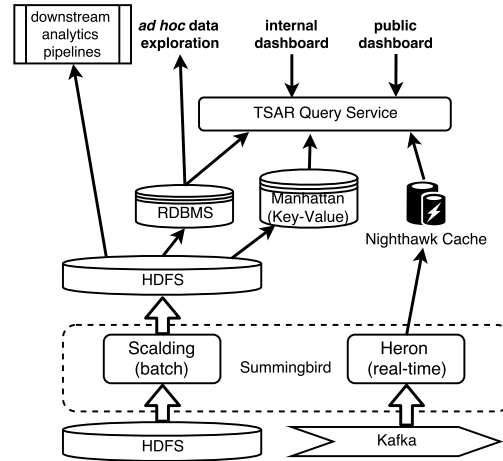 downstream
analytics
pipelines
ad hoc data
exploration
internal
dashboard
public
dashboard
TSAR Query Service
RDBMS
Manhattan
(Key-Value)
Nighthawk Cache
HDFS
Scalding
(batch)
Summingbird
Heron
(real-time)
HDFS
Kafka